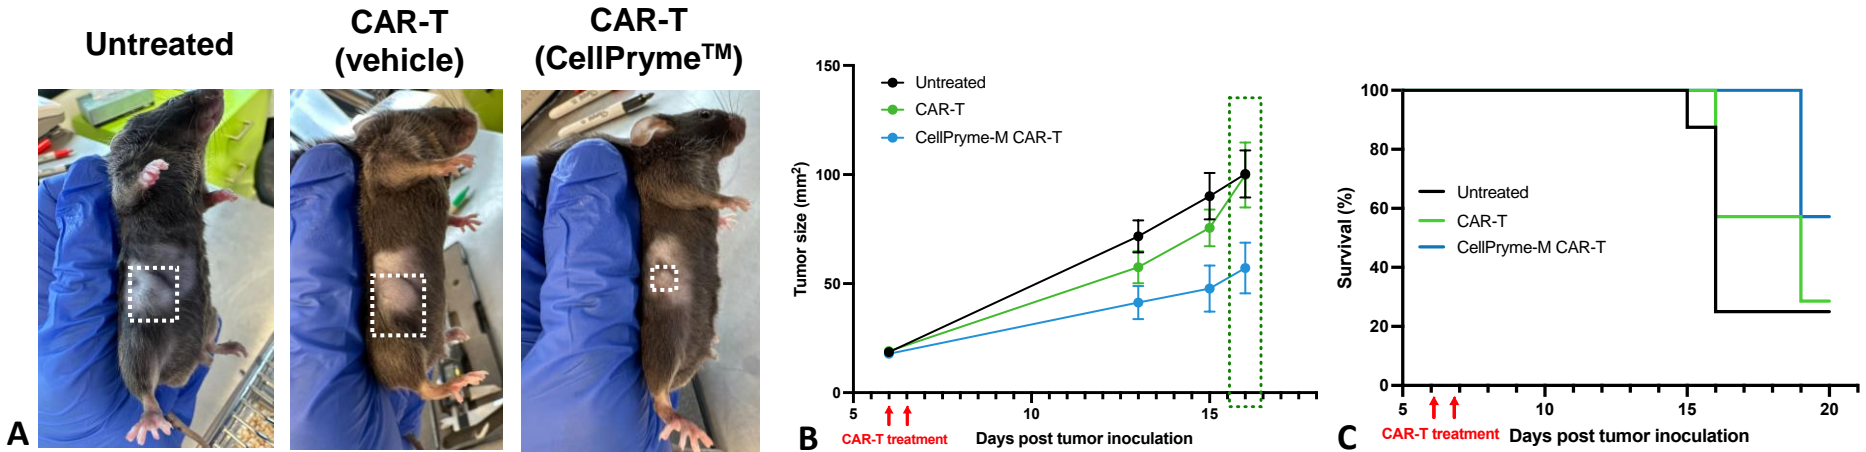 Untreated
CAR-T
(vehicle)
CAR-T
(CellPryme™)
A
150
100
50
0
Tumor size (mm²)
Untreated
CAR-T
CellPryme-M CAR-T
5
10
15
CAR-T treatment
Days post tumor inoculation
B
100
80
60
40
20
0
Survival (%)
Untreated
CAR-T
CellPryme-M CAR-T
5
10
15
20
CAR-T treatment
Days post tumor inoculation
C